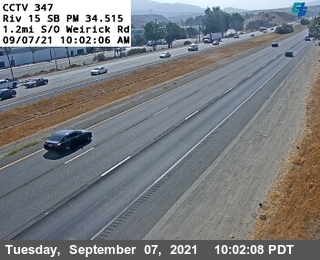 CCTV 347
Riv 15 SB PM 34.515
1.2mi S/O Weirick Rd
09/07/21 10:02:06 AM
Tuesday, September 07, 2021 10:02:08 PDT